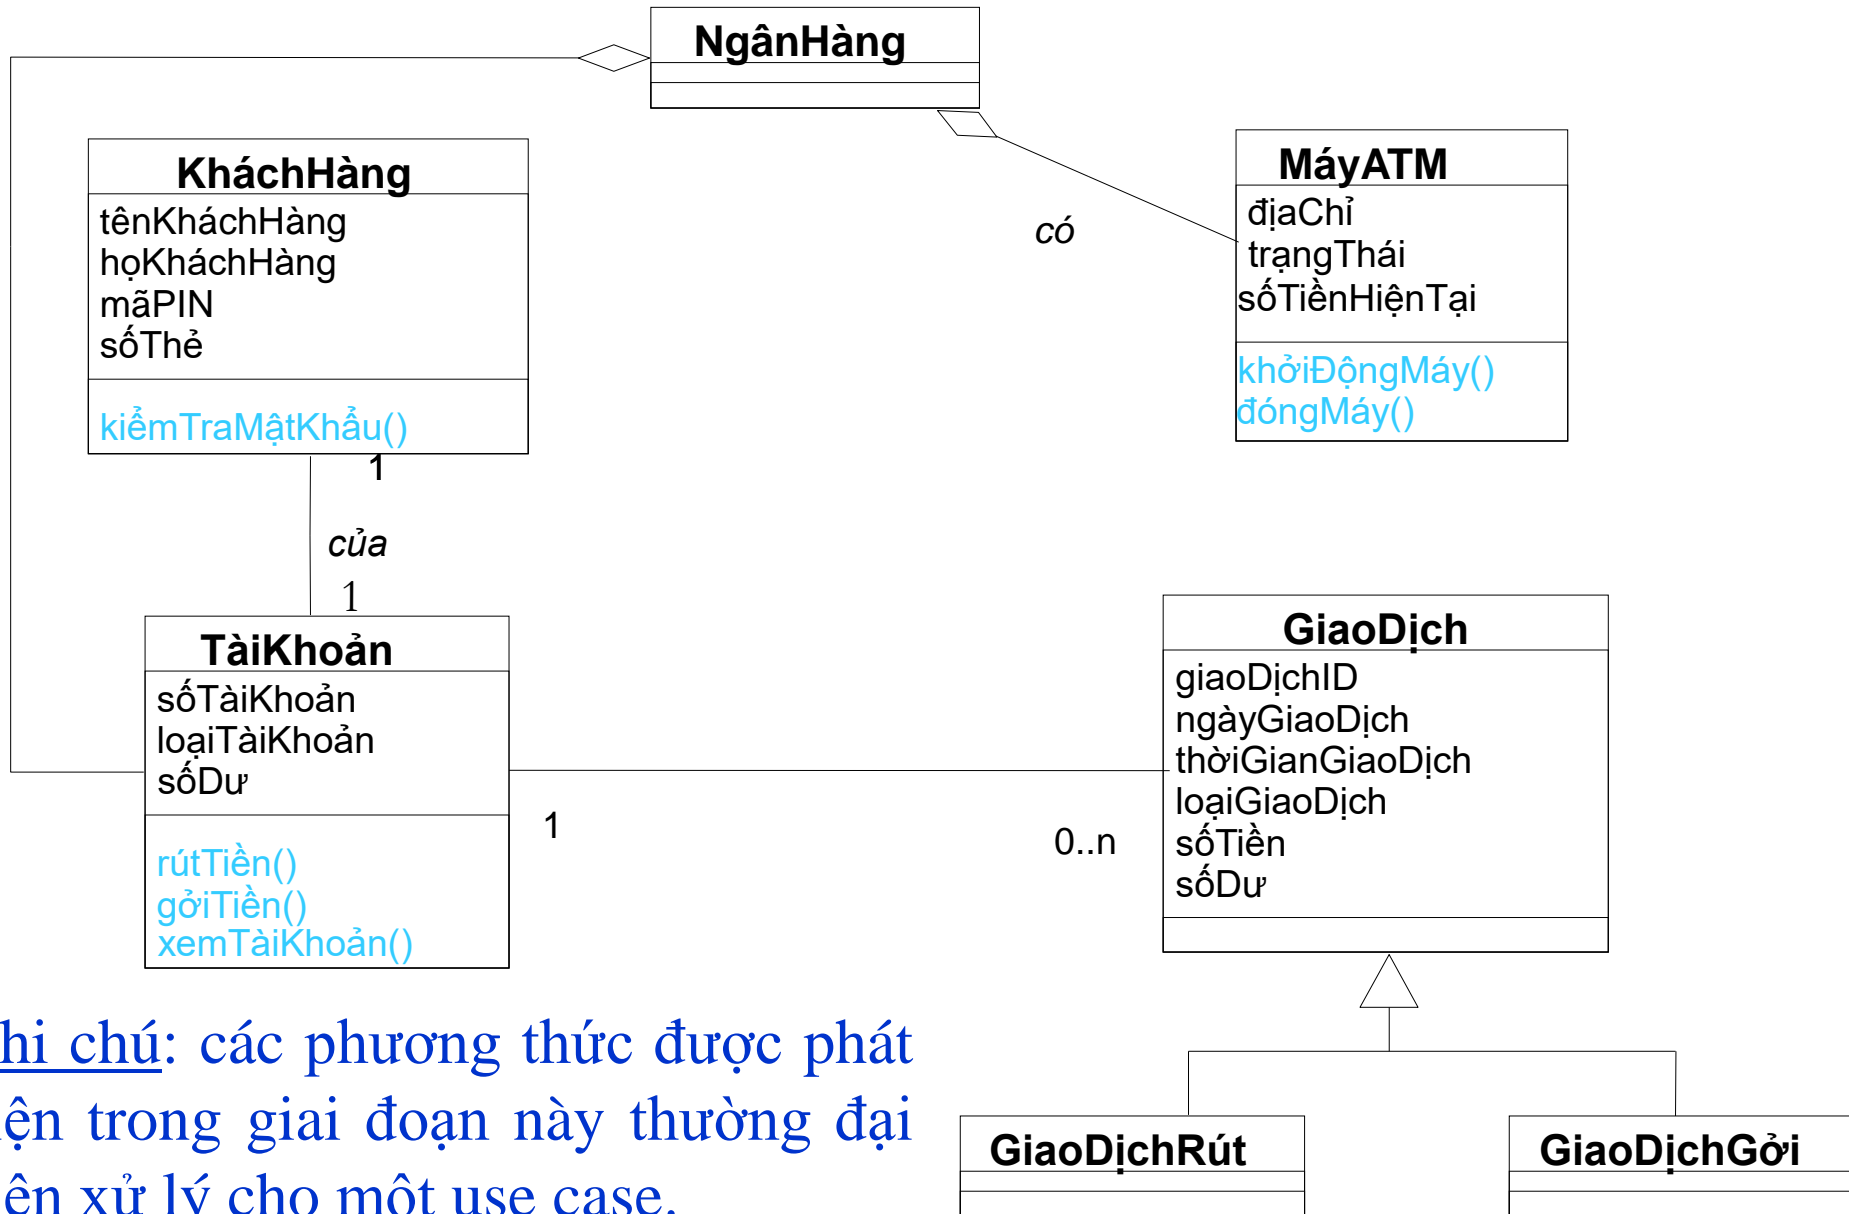 NgânHàng
KháchHàng
tênKháchHàng
họKháchHàng
mãPIN
sốThẻ
kiểmTraMậtKhẩu()
1
của
1
có
MáyATM
địaChỉ
trạngThái
sốTiềnHiệnTại
khởiĐộngMáy()
đóngMáy()
TàiKhoản
sốTàiKhoản
loạiTàiKhoản
sốDư
rútTiền()
gởiTiền()
xemTàiKhoản()
1
0..n
GiaoDịch
giaoDịchID
ngàyGiaoDịch
thờiGianGiaoDịch
loạiGiaoDịch
sốTiền
sốDư
hi chú: các phương thức được phát
ện trong giai đoạn này thường đại
ên xử lý cho một use case.
GiaoDịchRút
GiaoDịchGởi